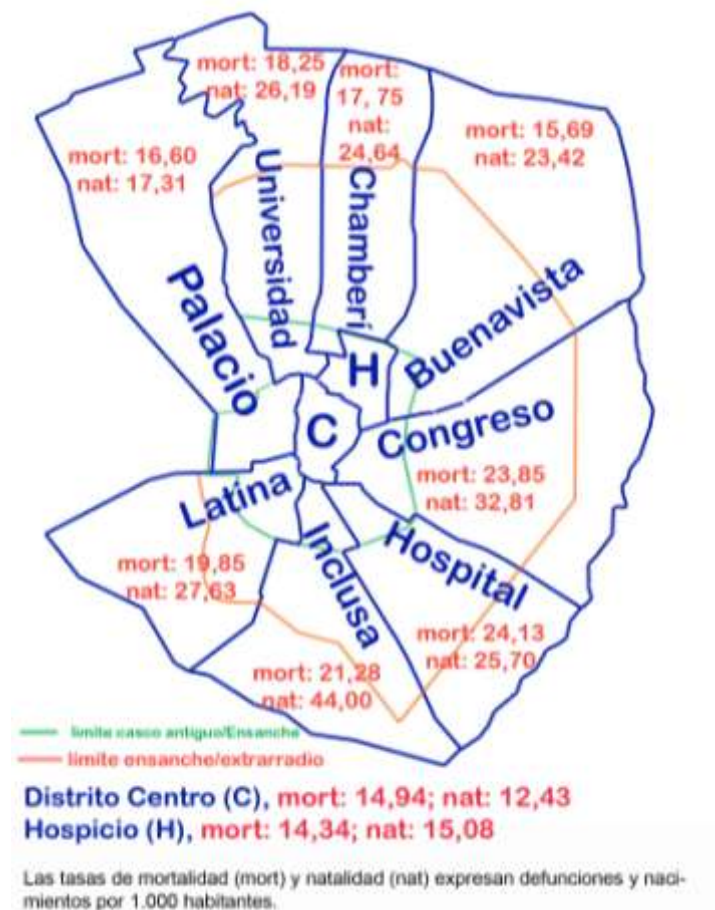 mort: 18,25
nat: 26,19
mort:
17, 75
nat:
24,64
mort: 15,69
nat: 23,42
mort: 16,60
nat: 17,31
Universidad
Chamberi
Palacio
Buenavista
H
C
Congreso
mort: 23,85
nat: 32,81
Latina
Inclusa
Hospital
mort: 19,85
nat: 27,63
mort: 24,13
nat: 25,70
mort: 21,28
nat: 44,00
limite casco antiguo/Ensanche
limite ensanche/extrarradio
Distrito Centro (C), mort: 14,94; nat: 12,43
Hospicio (H), mort: 14,34; nat: 15,08
Las tasas de mortalidad (mort) y natalidad (nat) expresan defunciones y naci-
mientos por 1.000 habitantes.